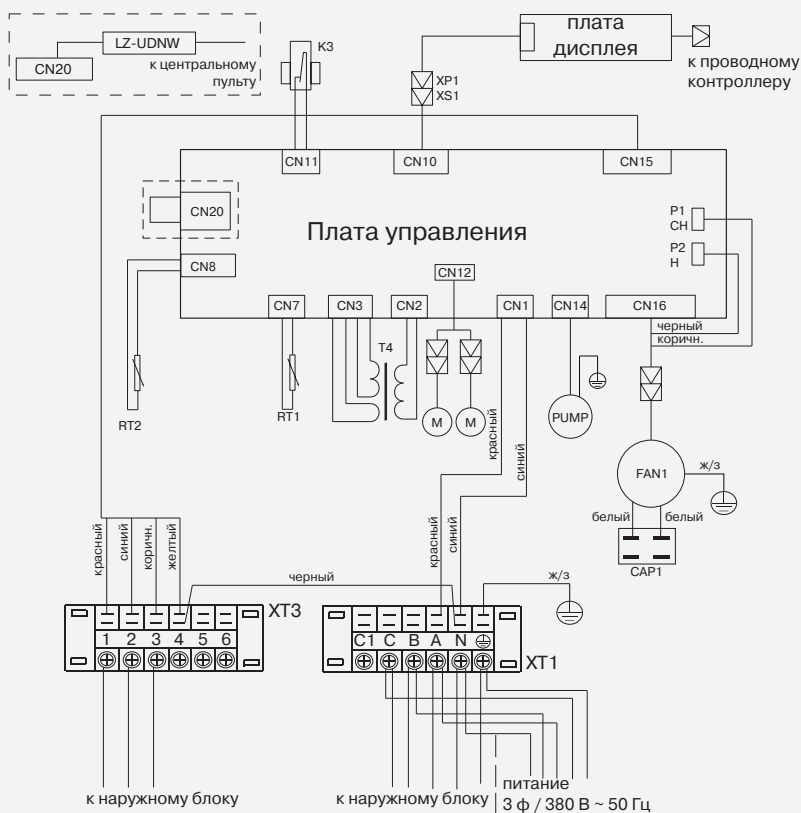 LZ-UDNW
CN20
к центральному
пульту
K3
XP1
XS1
плата
дисплея
к проводному
контроллеру
CN11
CN10
CN15
CN20
P1
CH
P2
H
Плата управления
CN8
CN12
CN7
CN3
CN2
CN1
CN14
CN16
черный
коричн.
T4
RT2
RT1
M
M
PUMP
красный
синий
FAN1
ж/з
белый
белый
CAP1
красный
синий
коричн.
желтый
красный
синий
черный
ж/з
XT3
1 2 3 4 5 6
C1 C B A N
XT1
к наружному блоку
к наружному блоку
питание
3 ф / 380 В ~ 50 Гц